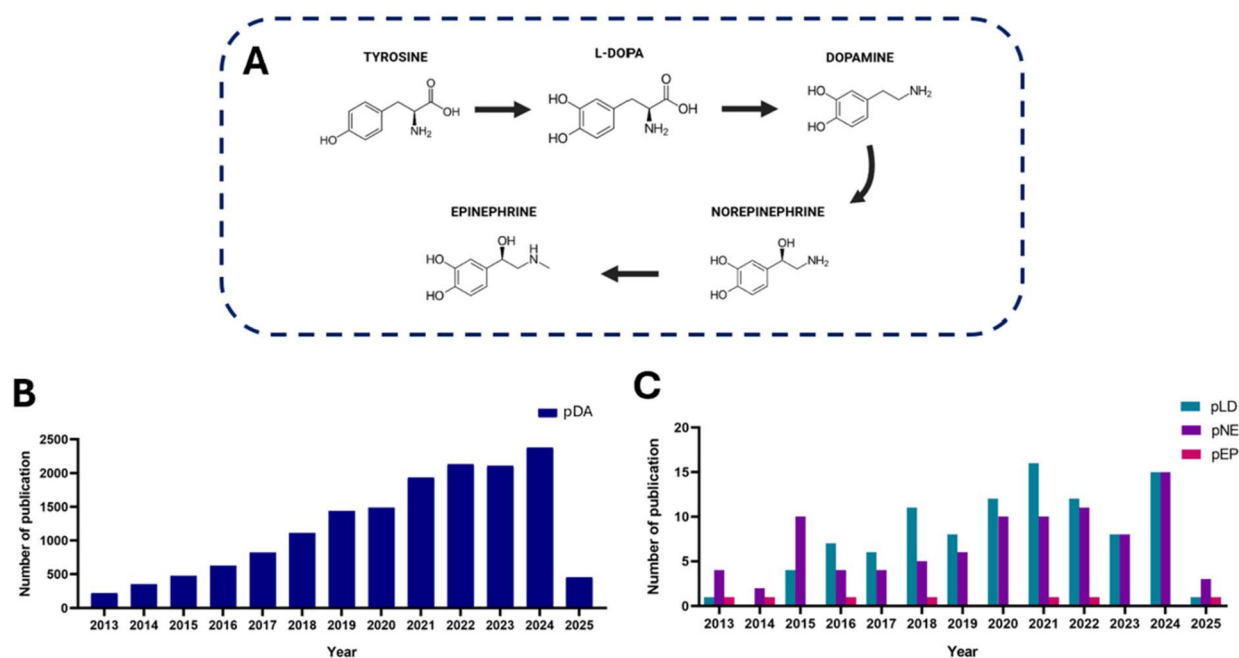 A
TYROSINE
L-DOPA
DOPAMINE
HO
O
OH
NH₂
HO
HO
O
OH
NH₂
HO
HO
NH₂
EPINEPHRINE
NOREPINEPHRINE
HO
HO
OH
H
N
HO
HO
OH
NH₂
B
pDA
Number of publication
2500
2000
1500
1000
500
0
2013 2014 2015 2016 2017 2018 2019 2020 2021 2022 2023 2024 2025
Year
C
pLD
pNE
pEP
Number of publication
20
15
10
5
0
2013 2014 2015 2016 2017 2018 2019 2020 2021 2022 2023 2024 2025
Year